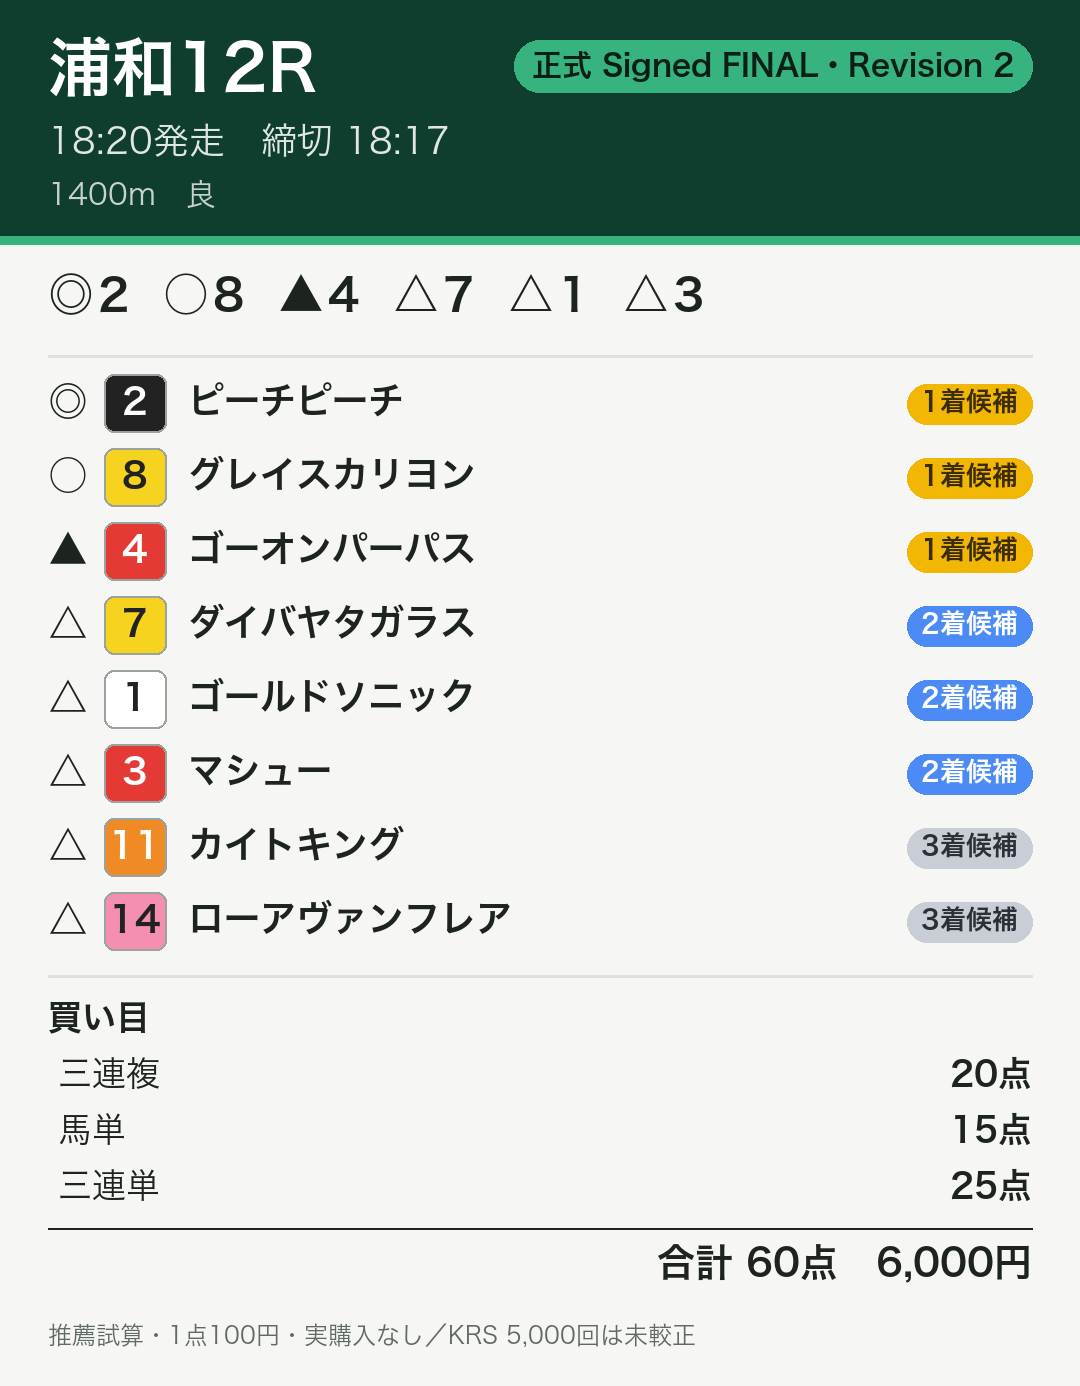 浦和12R
正式 Signed FINAL・Revision 2
18:20発走　締切 18:17
1400m　良
◎2 ○8 ▲4 △7 △1 △3
◎ 2 ピーチピーチ 1着候補
○ 8 グレイスカリヨン 1着候補
▲ 4 ゴーオンパーパス 1着候補
△ 7 ダイバヤタガラス 2着候補
△ 1 ゴールドソニック 2着候補
△ 3 マシュー 2着候補
△ 11 カイトキング 3着候補
△ 14 ローアヴァンフレア 3着候補
買い目
三連複 20点
馬単 15点
三連単 25点
合計 60点　6,000円
推薦試算・1点100円・実購入なし／KRS 5,000回は未較正